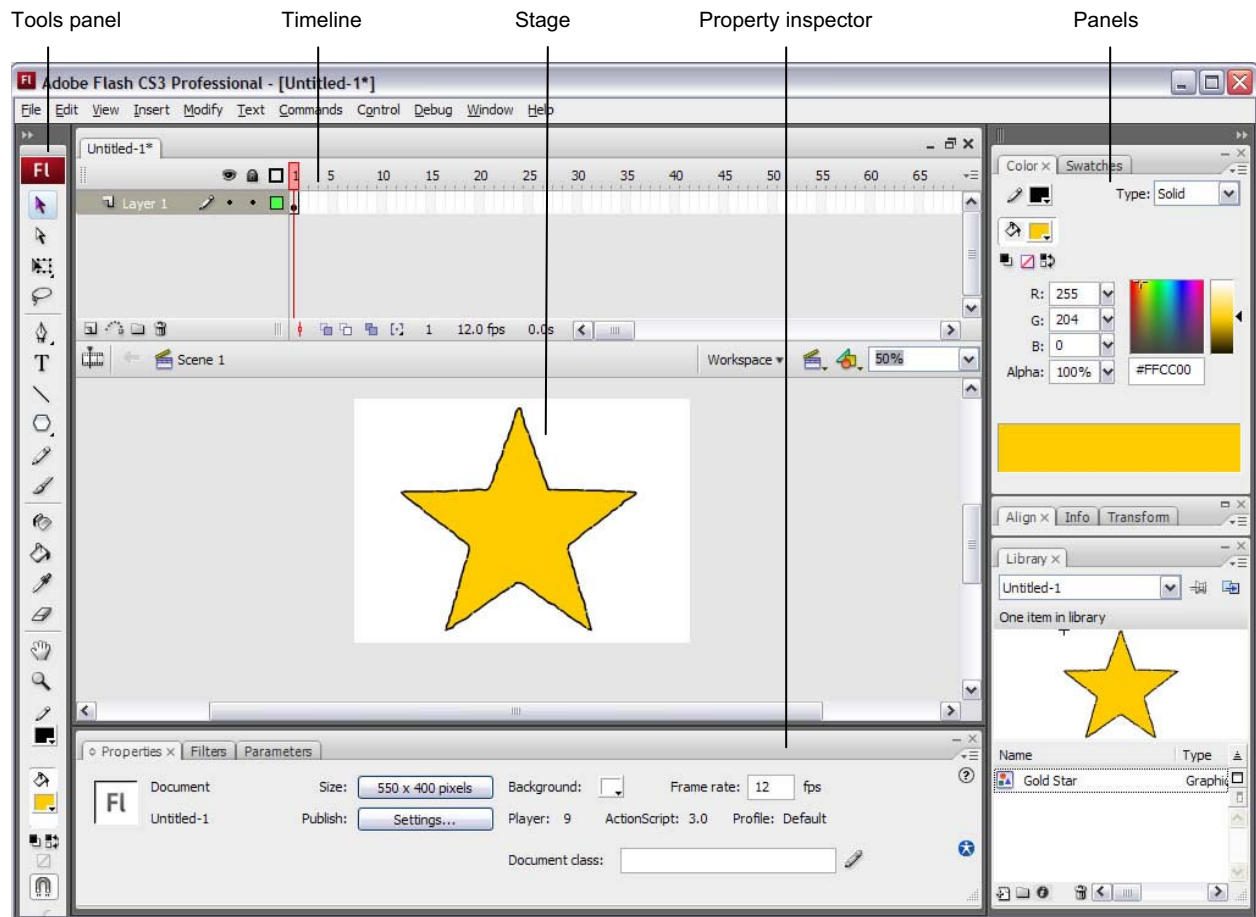 Tools panel Timeline Stage Property inspector Panels
Fl Adobe Flash CS3 Professional - [Untitled-1*]
File Edit View Insert Modify Text Commands Control Debug Window Help
Untitled-1*
Fl
1 5 10 15 20 25 30 35 40 45 50 55 60 65
Layer 1
1 12.0 fps 0.0s
Scene 1 Workspace 50%
T
Color × Swatches
Type: Solid
R: 255
G: 204
B: 0
Alpha: 100% #FFCC00
Align × Info Transform
Library ×
Untitled-1
One item in library
Name Type
Gold Star Graphic
Properties × Filters Parameters
Fl
Document Size: 550 x 400 pixels Background: Frame rate: 12 fps
Untitled-1 Publish: Settings... Player: 9 ActionScript: 3.0 Profile: Default
Document class: